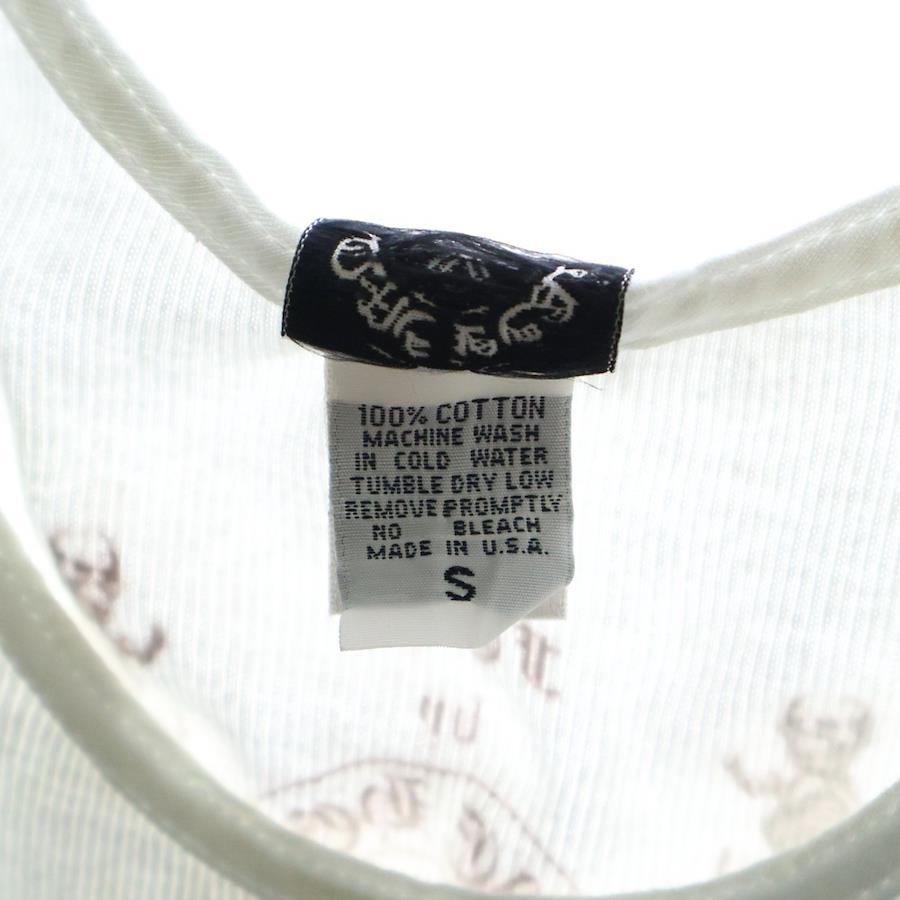 100% COTTON
MACHINE WASH
IN COLD WATER
TUMBLE DRY LOW
REMOVE PROMPTLY
NO BLEACH
MADE IN U.S.A.
S